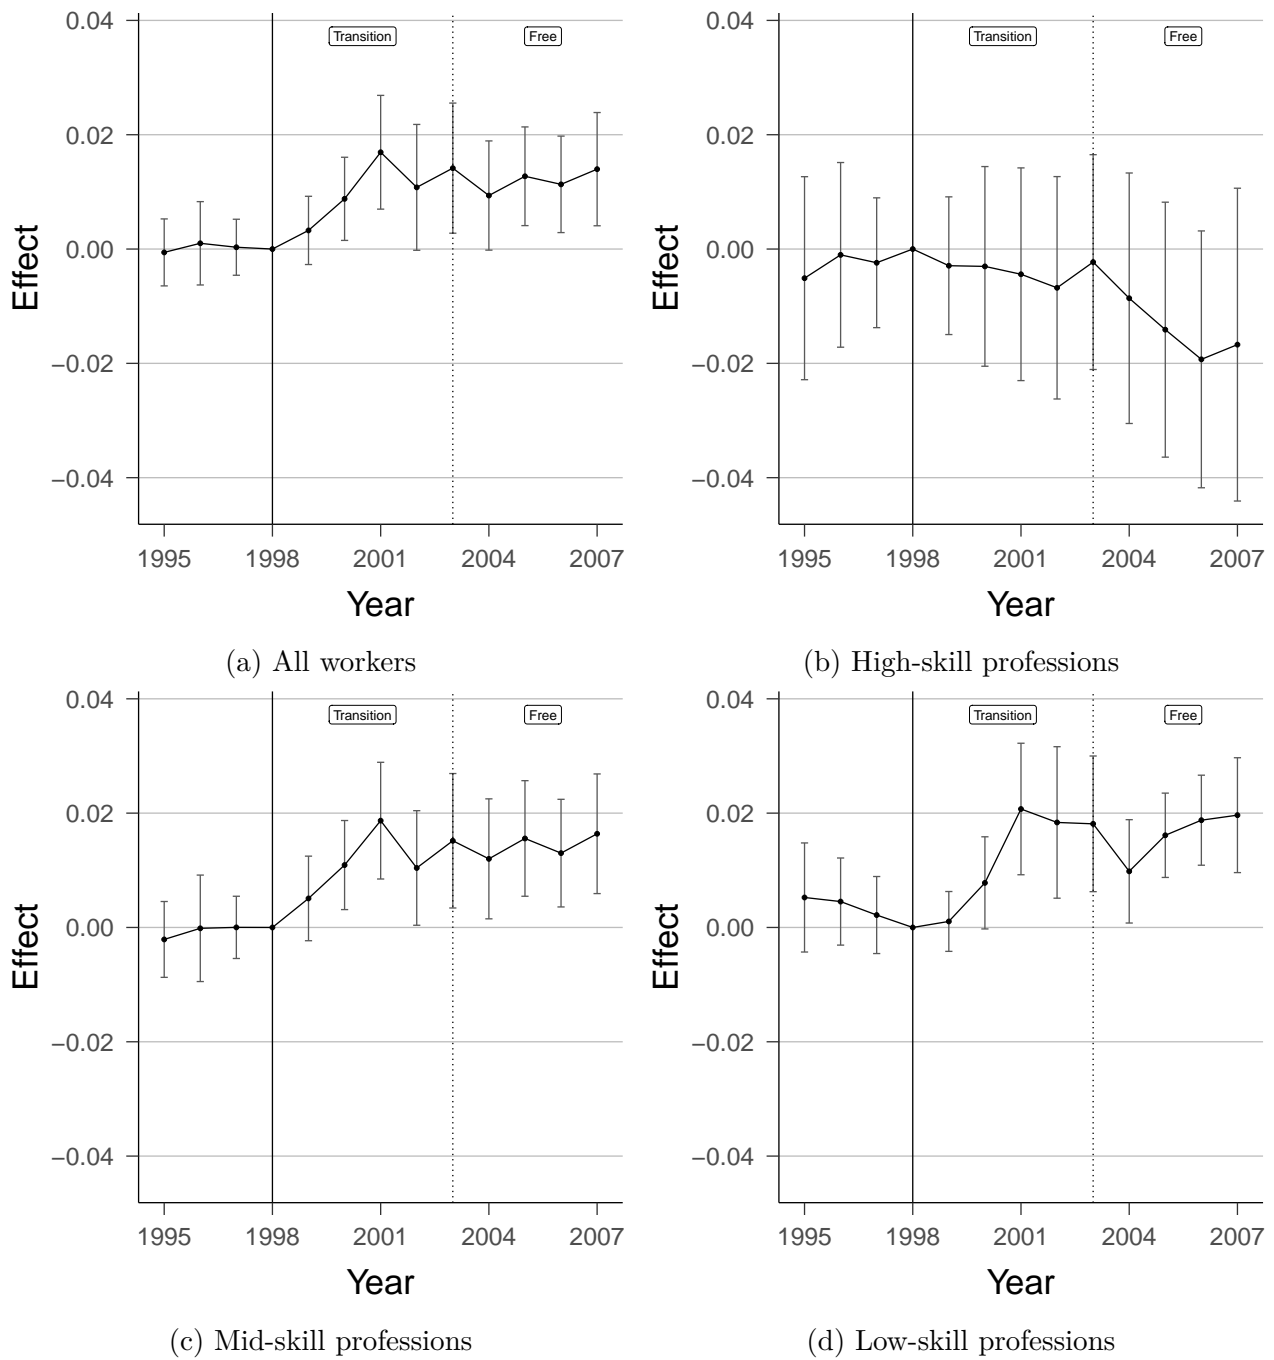 0.04
0.02
0.00
−0.02
−0.04
Effect
Transition
Free
1995
1998
2001
2004
2007
Year
(a) All workers
0.04
0.02
0.00
−0.02
−0.04
Effect
Transition
Free
1995
1998
2001
2004
2007
Year
(b) High-skill professions
0.04
0.02
0.00
−0.02
−0.04
Effect
Transition
Free
1995
1998
2001
2004
2007
Year
(c) Mid-skill professions
0.04
0.02
0.00
−0.02
−0.04
Effect
Transition
Free
1995
1998
2001
2004
2007
Year
(d) Low-skill professions